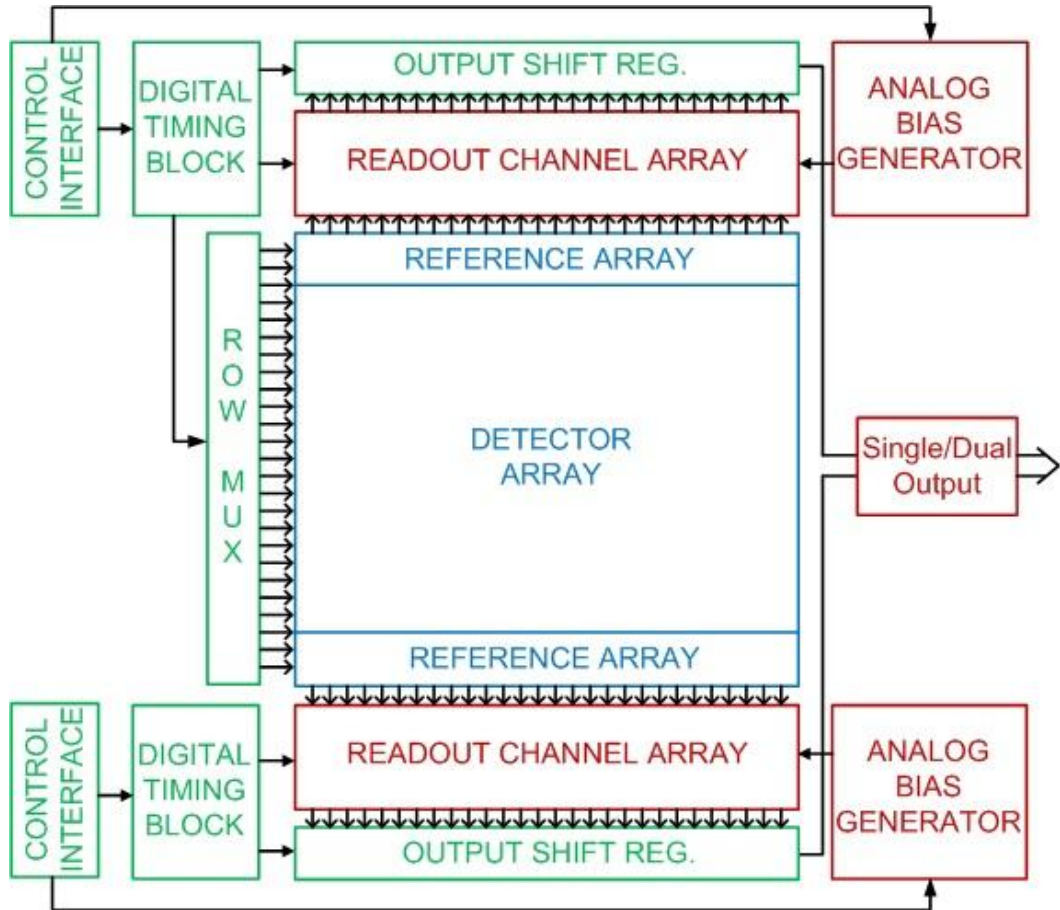 CONTROL
INTERFACE
DIGITAL
TIMING
BLOCK
OUTPUT SHIFT REG.
READOUT CHANNEL ARRAY
ANALOG
BIAS
GENERATOR
REFERENCE ARRAY
ROW MUX
DETECTOR
ARRAY
Single/Dual
Output
REFERENCE ARRAY
CONTROL
INTERFACE
DIGITAL
TIMING
BLOCK
READOUT CHANNEL ARRAY
OUTPUT SHIFT REG.
ANALOG
BIAS
GENERATOR